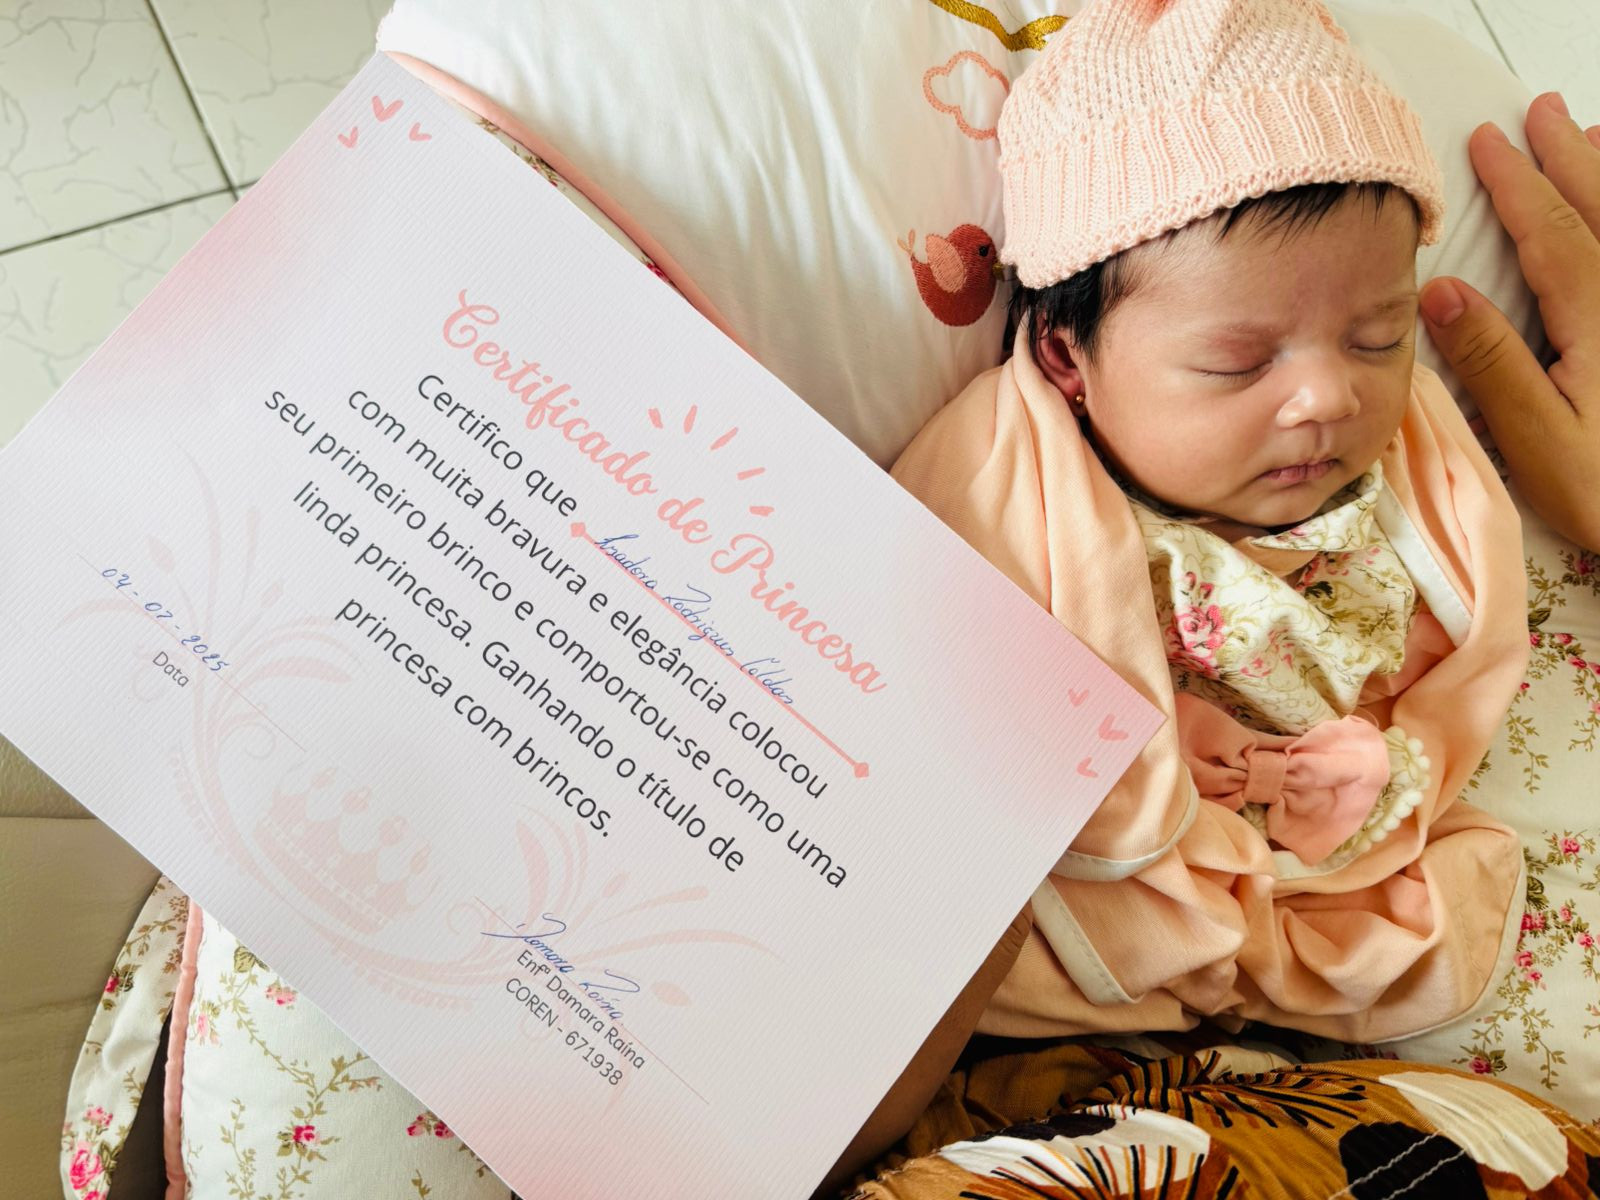 Certificado de Princesa
Certifico que Isadora Rodrigues Caldas
com muita bravura e elegância colocou
seu primeiro brinco e comportou-se como uma
linda princesa. Ganhando o título de
princesa com brincos.
04-07-2025
Data
Damara Raína
Enfª Damara Raína
COREN - 671938